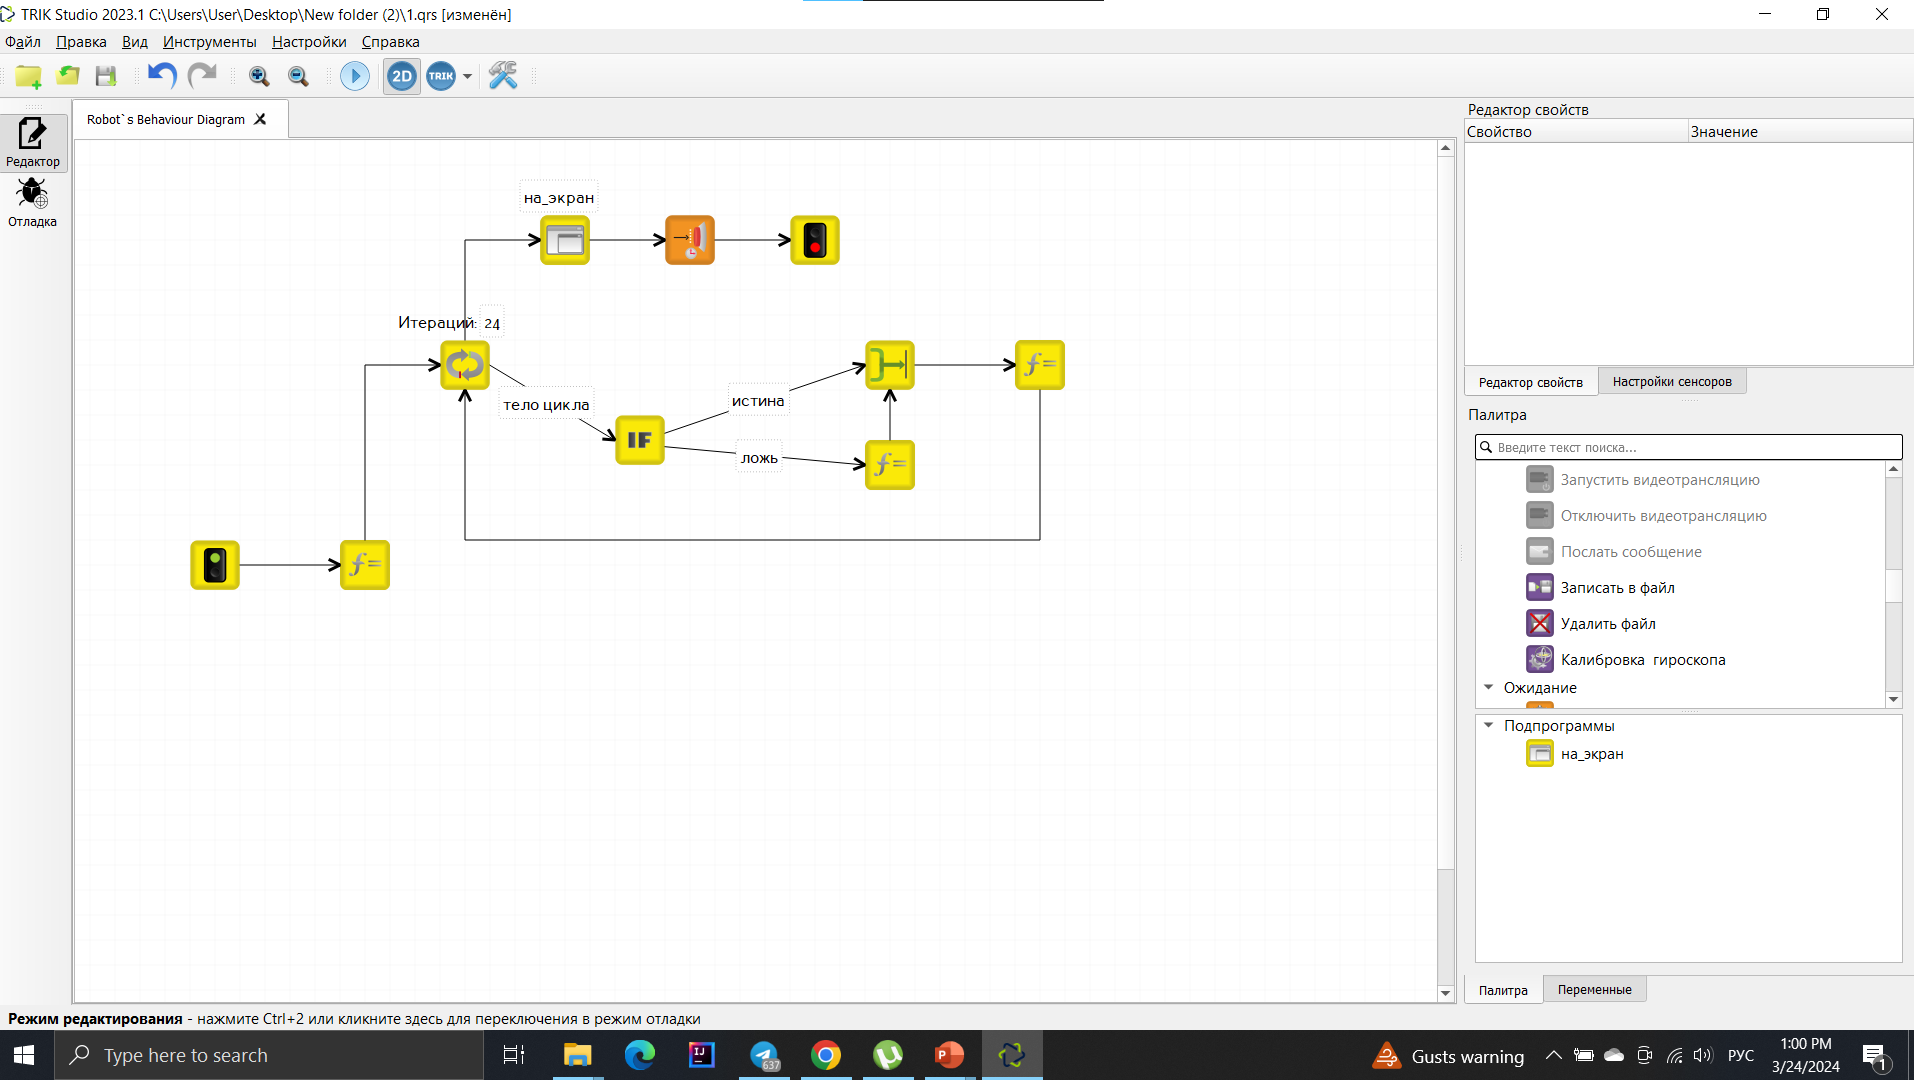 TRIK Studio 2023.1 C:\Users\User\Desktop\New folder (2)\1.qrs [изменён]
Файл Правка Вид Инструменты Настройки Справка
2D TRIK
Robot`s Behaviour Diagram
Редактор
Отладка
на_экран
Итераций: 24
тело цикла
истина
IF
ложь
f=
f=
f=
Редактор свойств
Свойство Значение
Редактор свойств Настройки сенсоров
Палитра
Введите текст поиска...
Запустить видеотрансляцию
Отключить видеотрансляцию
Послать сообщение
Записать в файл
Удалить файл
Калибровка гироскопа
Ожидание
Подпрограммы
на_экран
Палитра Переменные
Режим редактирования - нажмите Ctrl+2 или кликните здесь для переключения в режим отладки
Type here to search
IJ
637
P
Gusts warning
РУС
1:00 PM
3/24/2024
1